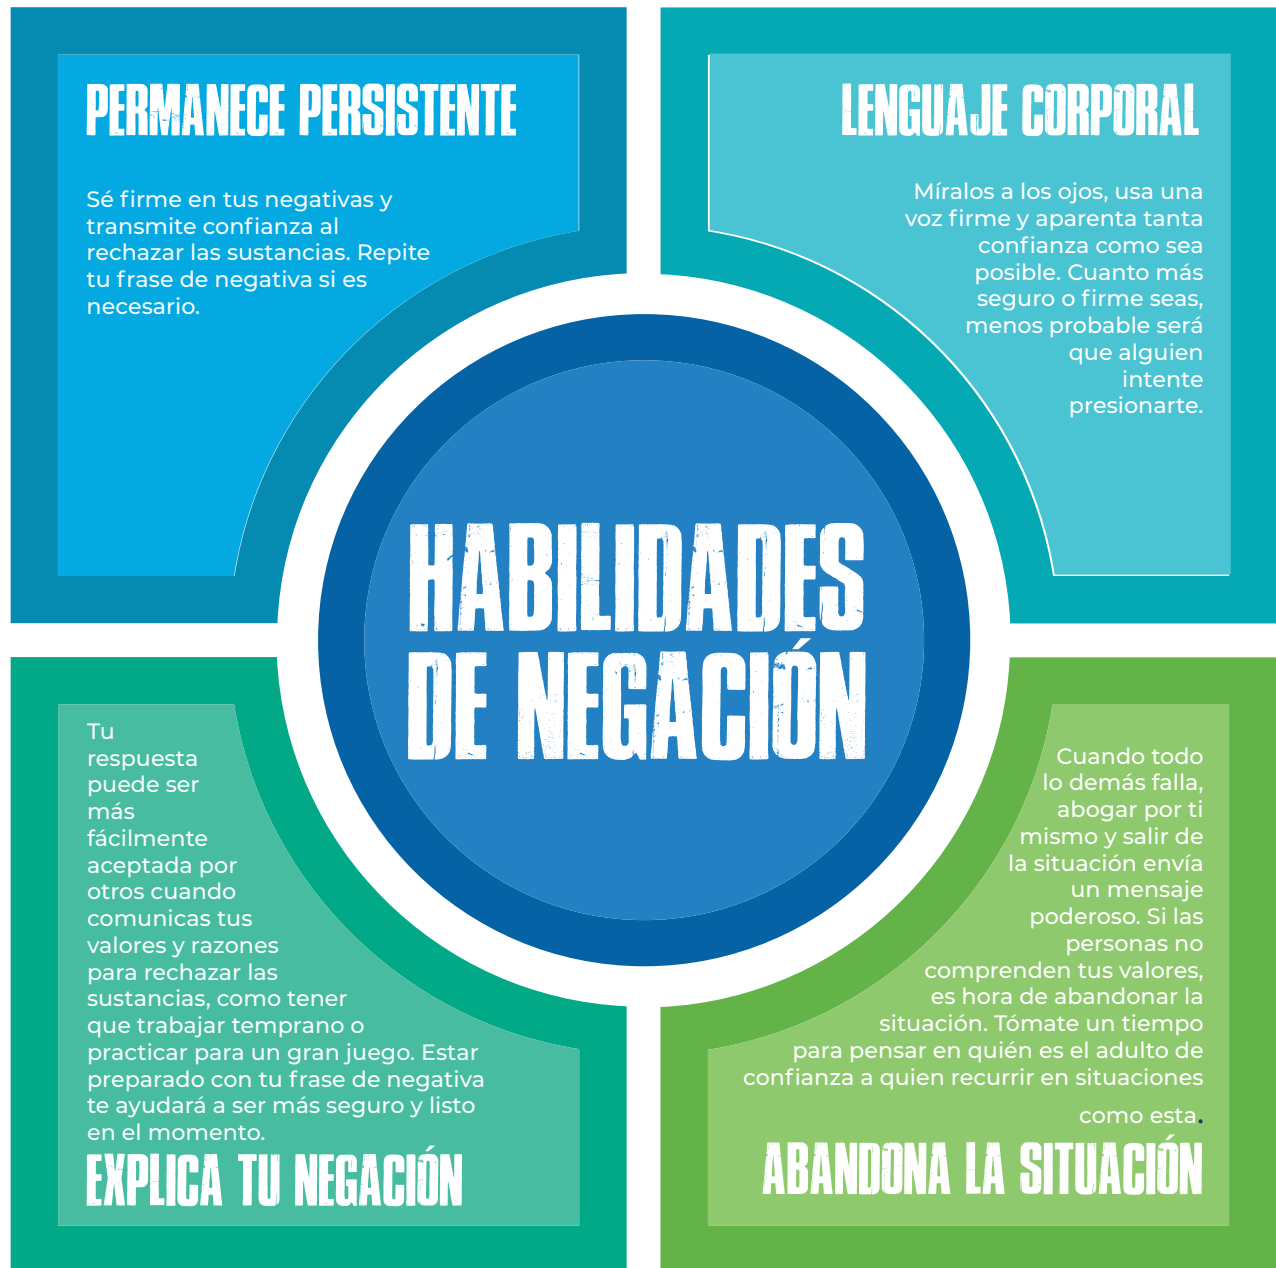 PERMANECE PERSISTENTE
Sé firme en tus negativas y
transmite confianza al
rechazar las sustancias. Repite
tu frase de negativa si es
necesario.
LENGUAJE CORPORAL
Míralos a los ojos, usa una
voz firme y aparenta tanta
confianza como sea
posible. Cuanto más
seguro o firme seas,
menos probable será
que alguien
intente
presionarte.
HABILIDADES
DE NEGACIÓN
Tu
respuesta
puede ser
más
fácilmente
aceptada por
otros cuando
comunicas tus
valores y razones
para rechazar las
sustancias, como tener
que trabajar temprano o
practicar para un gran juego. Estar
preparado con tu frase de negativa
te ayudará a ser más seguro y listo
en el momento.
EXPLICA TU NEGACIÓN
Cuando todo
lo demás falla,
abogar por ti
mismo y salir de
la situación envía
un mensaje
poderoso. Si las
personas no
comprenden tus valores,
es hora de abandonar la
situación. Tómate un tiempo
para pensar en quién es el adulto de
confianza a quien recurrir en situaciones
como esta.
ABANDONA LA SITUACIÓN